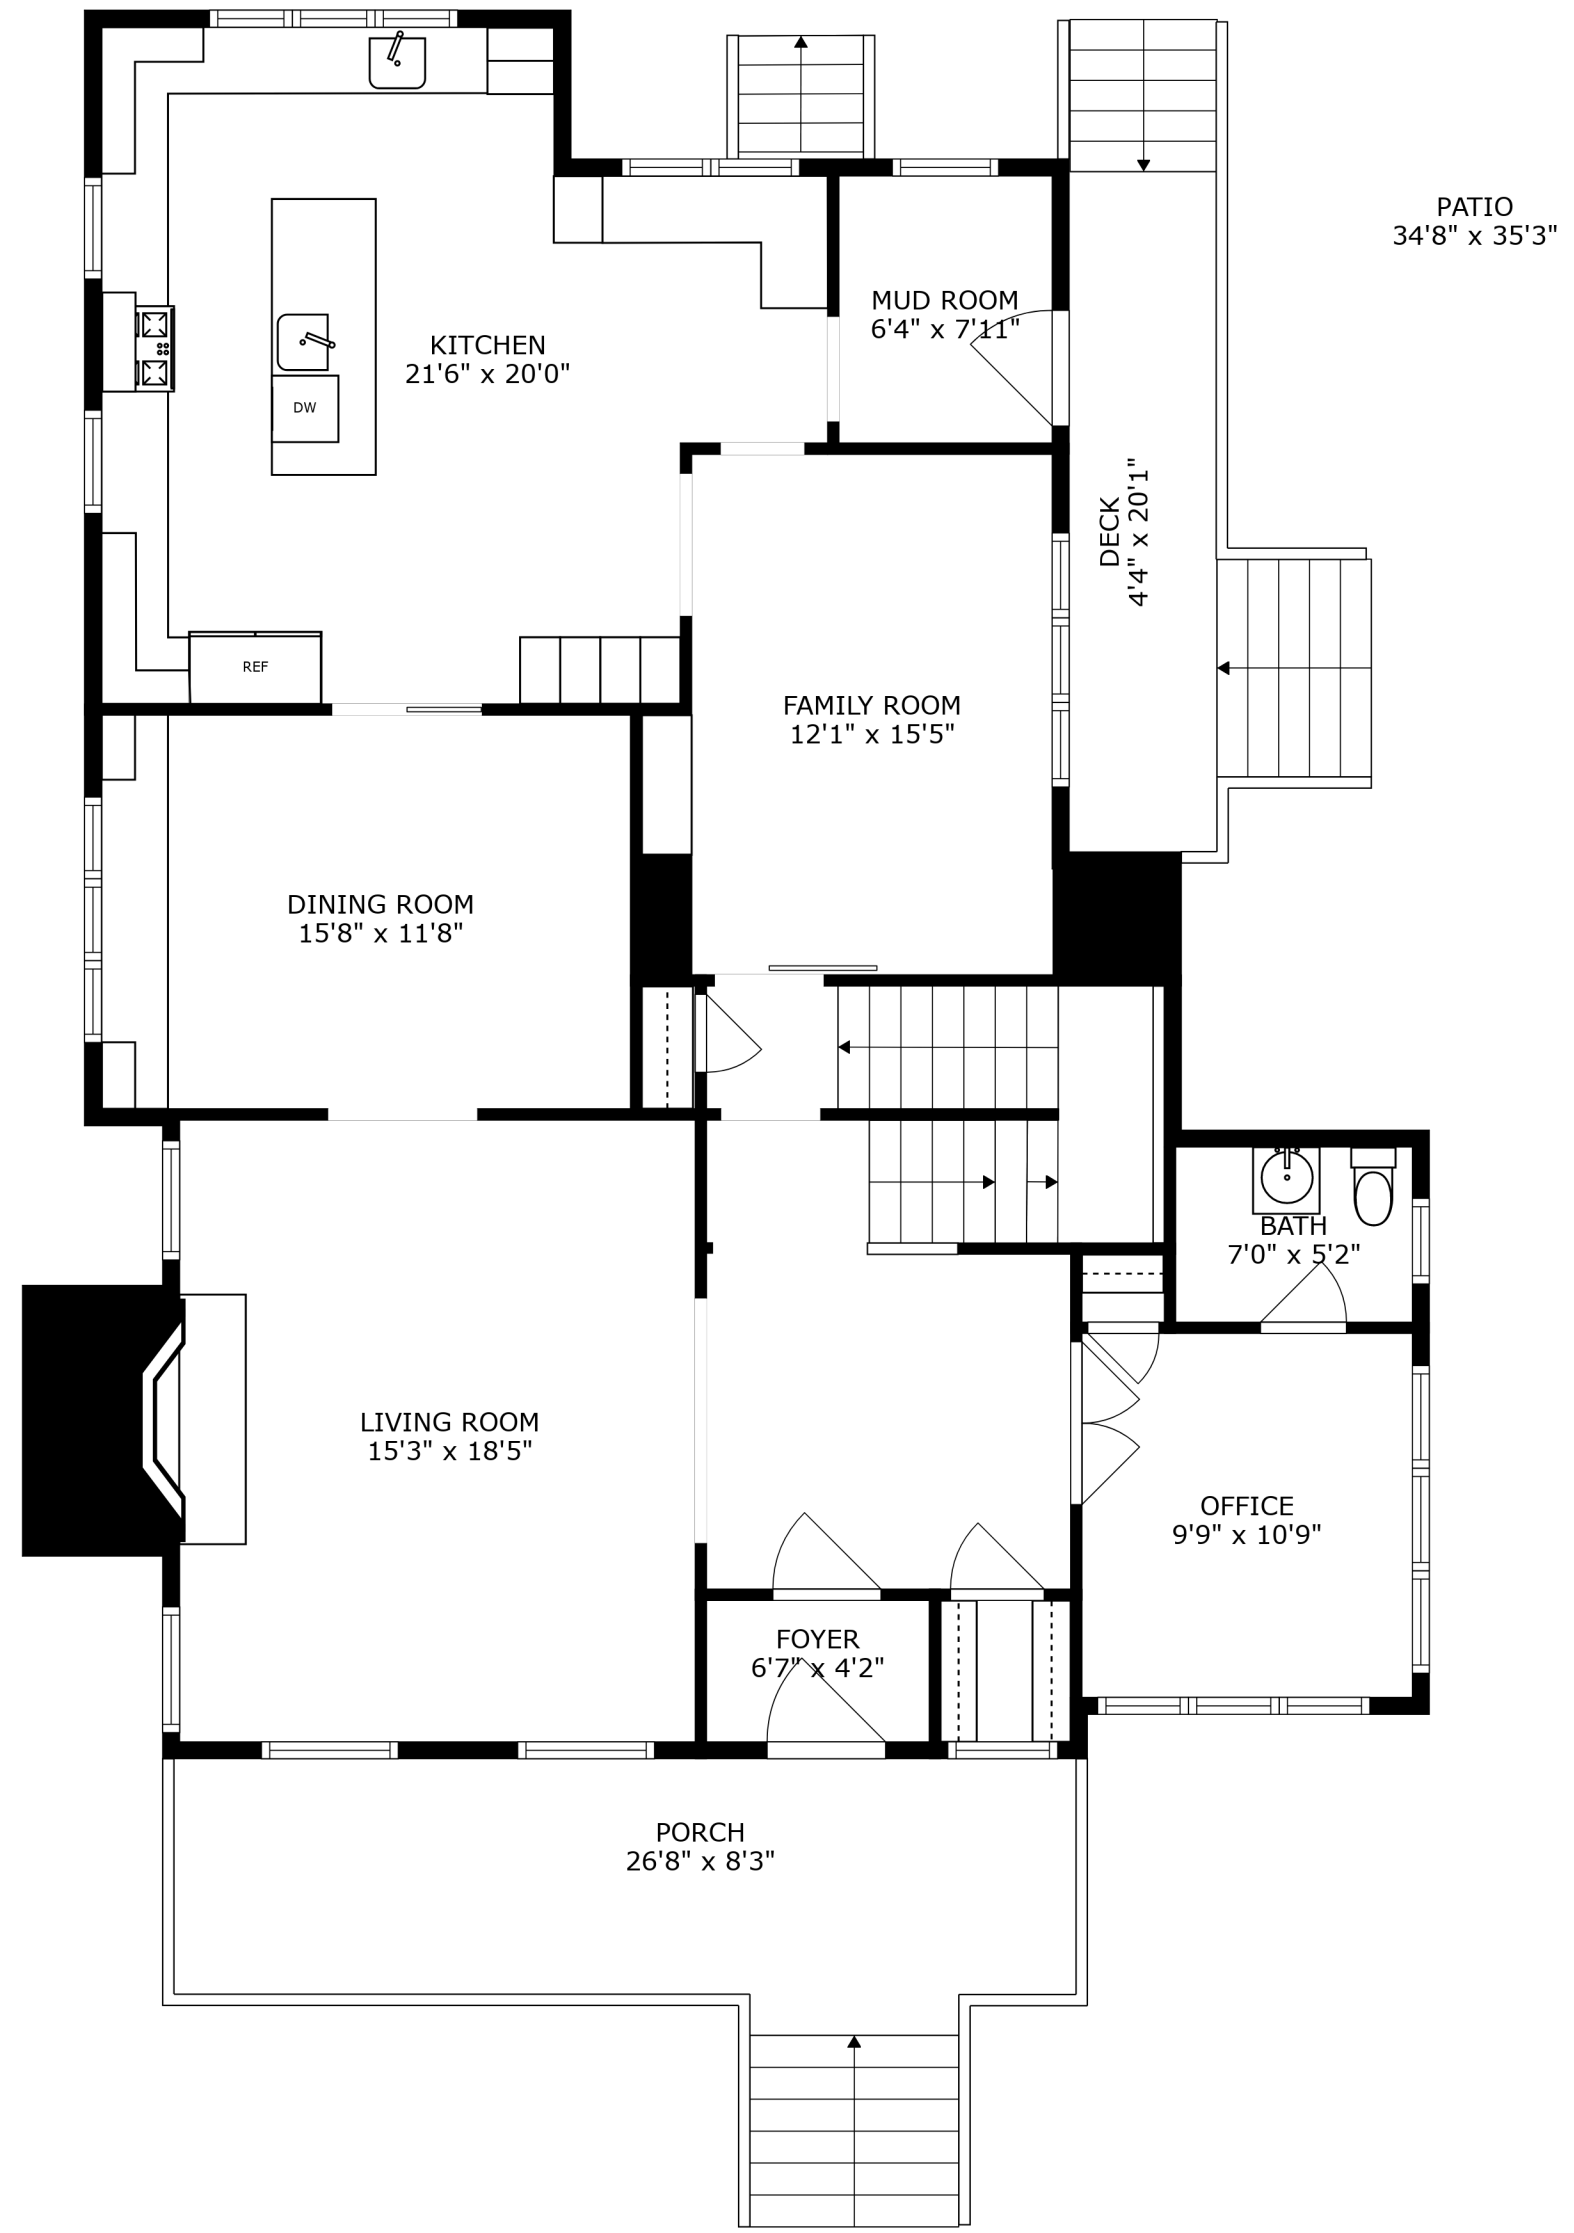 PATIO
34'8" x 35'3"
MUD ROOM
6'4" x 7'11"
KITCHEN
21'6" x 20'0"
DW
DECK
4'4" x 20'1"
REF
FAMILY ROOM
12'1" x 15'5"
DINING ROOM
15'8" x 11'8"
BATH
7'0" x 5'2"
LIVING ROOM
15'3" x 18'5"
OFFICE
9'9" x 10'9"
FOYER
6'7" x 4'2"
PORCH
26'8" x 8'3"